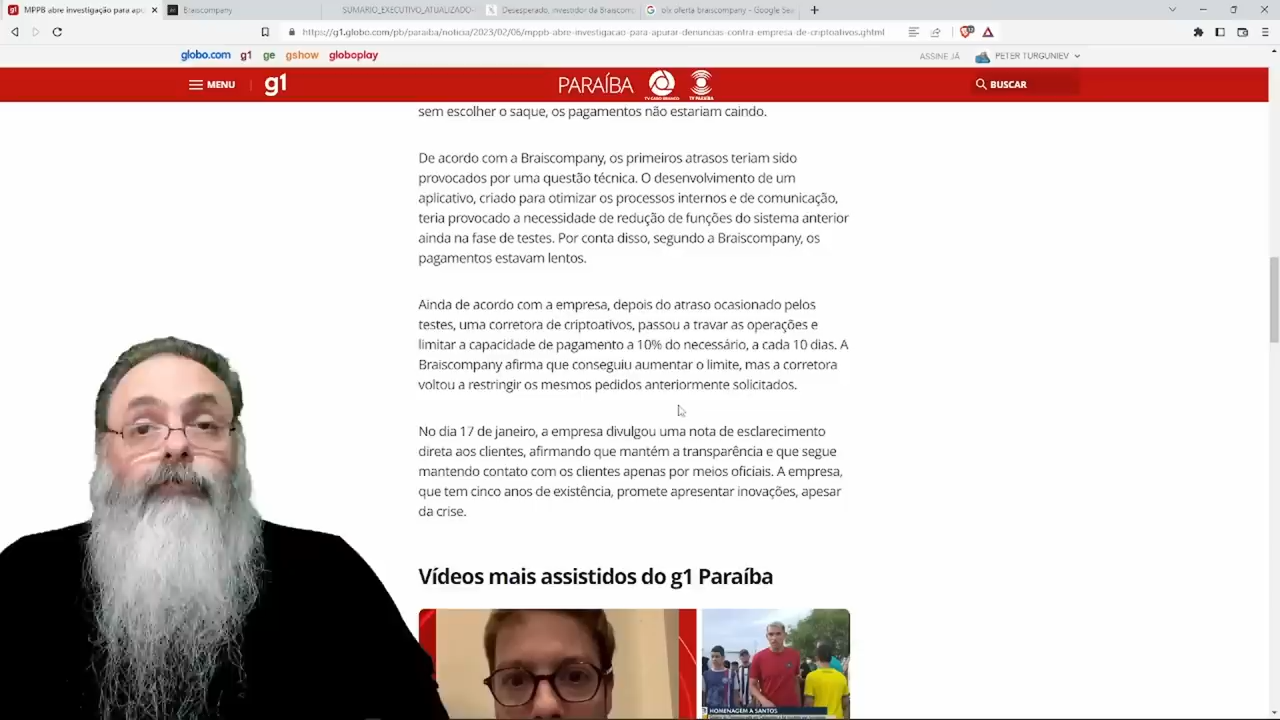 MPPB abre investigação para apu
Braiscompany
SUMARIO_EXECUTIVO_ATUALIZADO-
Desesperado, investidor da Braiscomp
olx oferta braiscompany - Google Sea
https://g1.globo.com/pb/paraiba/noticia/2023/02/06/mppb-abre-investigacao-para-apurar-denuncias-contra-empresa-de-criptoativos.ghtml
globo.com g1 ge gshow globoplay
ASSINE JÁ
PETER TURGUNIEV
MENU
g1
PARAÍBA
TV CABO BRANCO
TV PARAÍBA
BUSCAR
sem escolher o saque, os pagamentos não estariam caindo.
De acordo com a Braiscompany, os primeiros atrasos teriam sido
provocados por uma questão técnica. O desenvolvimento de um
aplicativo, criado para otimizar os processos internos e de comunicação,
teria provocado a necessidade de redução de funções do sistema anterior
ainda na fase de testes. Por conta disso, segundo a Braiscompany, os
pagamentos estavam lentos.
Ainda de acordo com a empresa, depois do atraso ocasionado pelos
testes, uma corretora de criptoativos, passou a travar as operações e
limitar a capacidade de pagamento a 10% do necessário, a cada 10 dias. A
Braiscompany afirma que conseguiu aumentar o limite, mas a corretora
voltou a restringir os mesmos pedidos anteriormente solicitados.
No dia 17 de janeiro, a empresa divulgou uma nota de esclarecimento
direta aos clientes, afirmando que mantém a transparência e que segue
mantendo contato com os clientes apenas por meios oficiais. A empresa,
que tem cinco anos de existência, promete apresentar inovações, apesar
da crise.
Vídeos mais assistidos do g1 Paraíba
HOMENAGEM A SANTOS